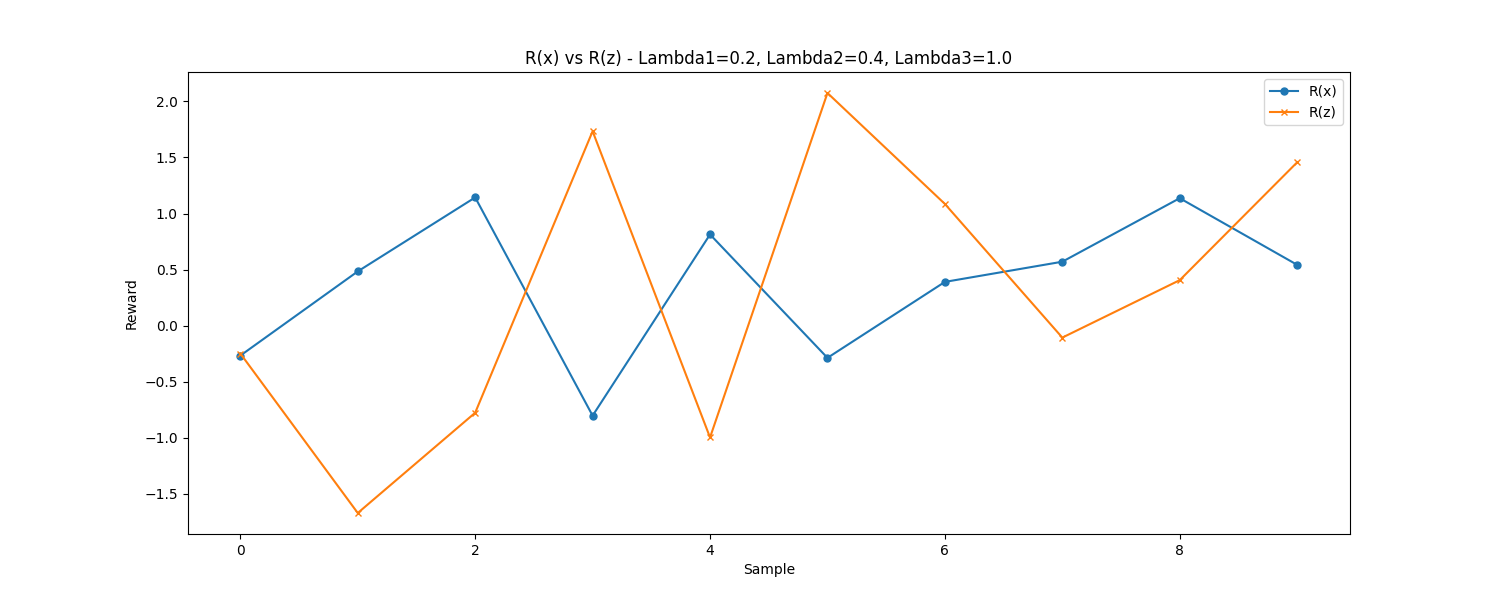 R(x) vs R(z) - Lambda1=0.2, Lambda2=0.4, Lambda3=1.0
R(x)
R(z)
2.0
1.5
1.0
0.5
0.0
−0.5
−1.0
−1.5
Reward
0 2 4 6 8
Sample